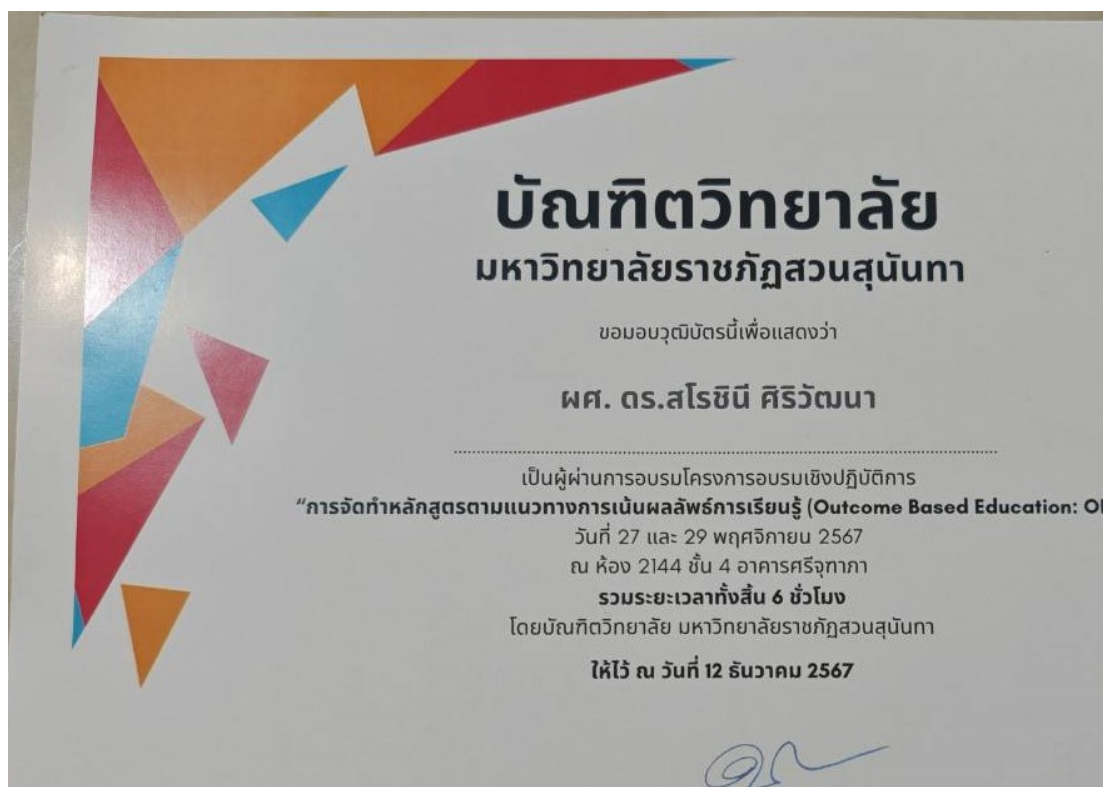 บัณฑิตวิทยาลัย
มหาวิทยาลัยราชภัฏสวนสุนันทา
ขอมอบวุฒิบัตรนี้เพื่อแสดงว่า
ผศ. ดร.สโรชินี ศิริวัฒนา
เป็นผู้ผ่านการอบรมโครงการอบรมเชิงปฏิบัติการ
“การจัดทำหลักสูตรตามแนวทางการเน้นผลลัพธ์การเรียนรู้ (Outcome Based Education:
วันที่ 27 และ 29 พฤศจิกายน 2567
ณ ห้อง 2144 ชั้น 4 อาคารศรีจุฑาภา
รวมระยะเวลาทั้งสิ้น 6 ชั่วโมง
โดยบัณฑิตวิทยาลัย มหาวิทยาลัยราชภัฏสวนสุนันทา
ให้ไว้ ณ วันที่ 12 ธันวาคม 2567